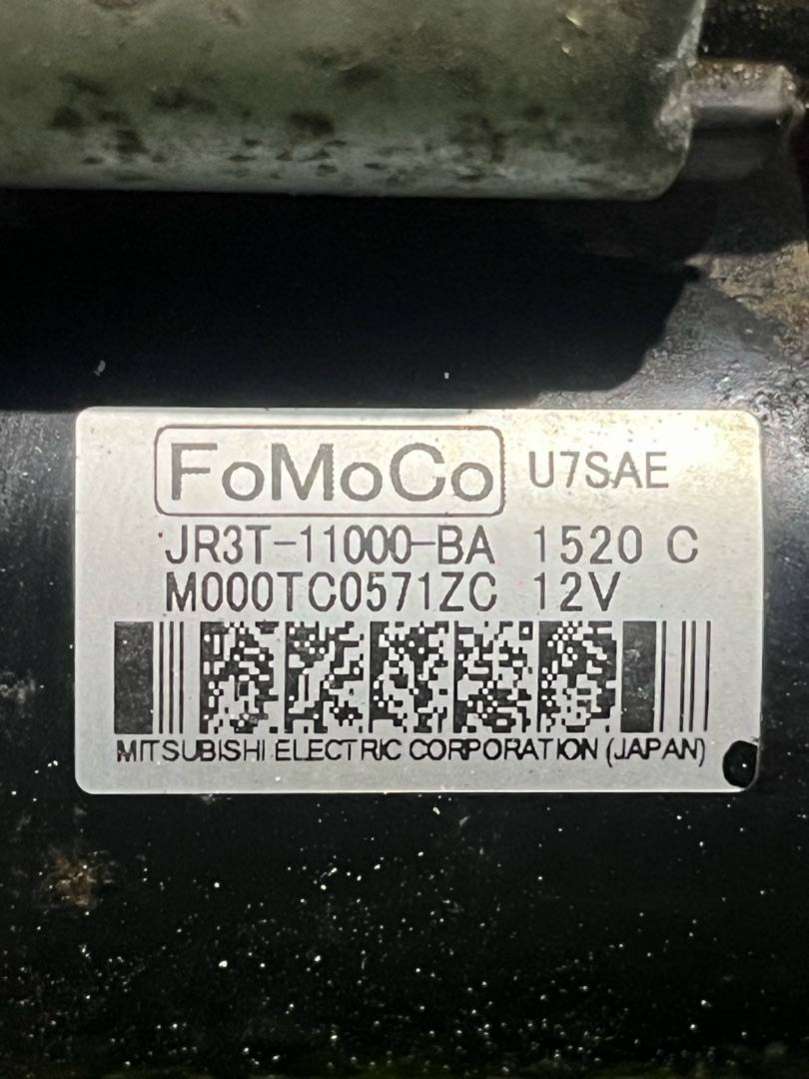 FoMoCo U7SAE
JR3T-11000-BA 1520 C
M000TC0571ZC 12V
MITSUBISHI ELECTRIC CORPORATION (JAPAN)